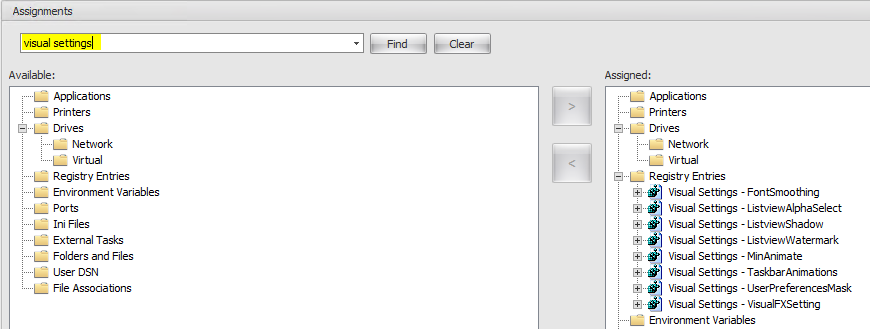 Assignments
visual settings
Find
Clear
Available:
Applications
Printers
Drives
Network
Virtual
Registry Entries
Environment Variables
Ports
Ini Files
External Tasks
Folders and Files
User DSN
File Associations
>
<
Assigned:
Applications
Printers
Drives
Network
Virtual
Registry Entries
Visual Settings - FontSmoothing
Visual Settings - ListviewAlphaSelect
Visual Settings - ListviewShadow
Visual Settings - ListviewWatermark
Visual Settings - MinAnimate
Visual Settings - TaskbarAnimations
Visual Settings - UserPreferencesMask
Visual Settings - VisualFXSetting
Environment Variables